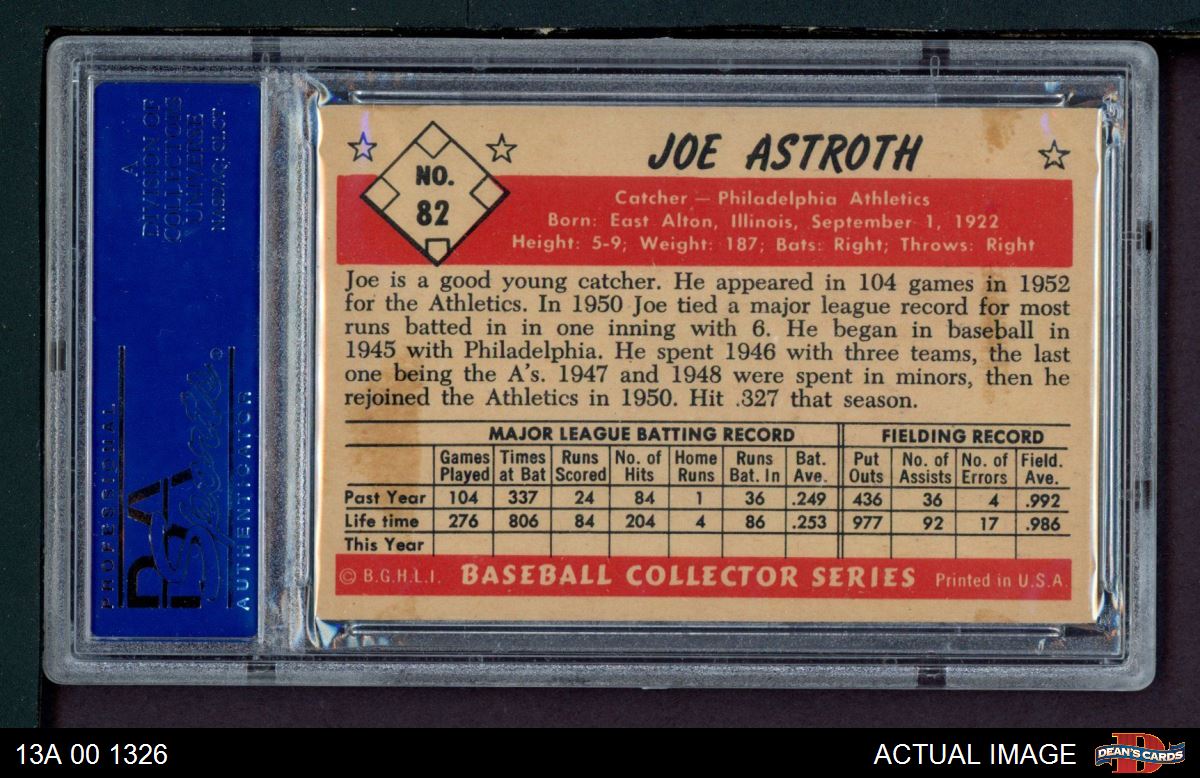 A
DIVISION OF
COLLECTORS
UNIVERSE
NASDAQ: CLCT
PROFESSIONAL
PSA
Sports
AUTHENTICATOR
NO.
82
JOE ASTROTH
Catcher — Philadelphia Athletics
Born: East Alton, Illinois, September 1, 1922
Height: 5-9; Weight: 187; Bats: Right; Throws: Right
Joe is a good young catcher. He appeared in 104 games in 1952
for the Athletics. In 1950 Joe tied a major league record for most
runs batted in in one inning with 6. He began in baseball in
1945 with Philadelphia. He spent 1946 with three teams, the last
one being the A's. 1947 and 1948 were spent in minors, then he
rejoined the Athletics in 1950. Hit .327 that season.
MAJOR LEAGUE BATTING RECORD FIELDING RECORD
Games Times Runs No. of Home Runs Bat. Put No. of No. of Field.
Played at Bat Scored Hits Runs Bat. In Ave. Outs Assists Errors Ave.
Past Year 104 337 24 84 1 36 .249 436 36 4 .992
Life time 276 806 84 204 4 86 .253 977 92 17 .986
This Year
© B.G.H.L.I. BASEBALL COLLECTOR SERIES Printed in U.S.A.
13A 00 1326
ACTUAL IMAGE
DEAN'S CARDS